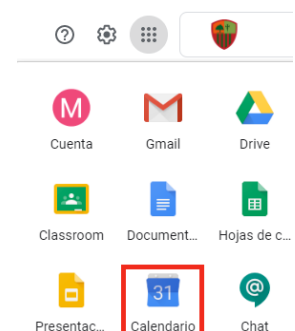 M
Cuenta Gmail Drive
Classroom Document... Hojas de c...
31
Presentac... Calendario Chat